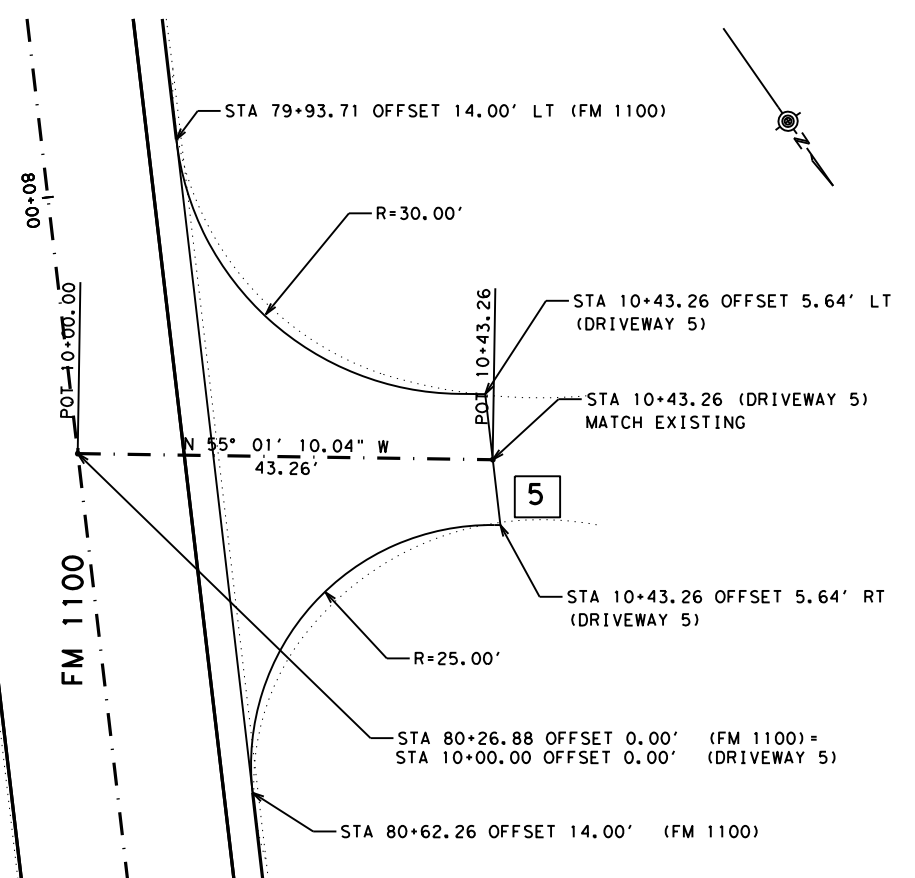 STA 79+93.71 OFFSET 14.00' LT (FM 1100)
N
80+00
R=30.00'
POT 10+00.00
POT 10+43.26
STA 10+43.26 OFFSET 5.64' LT
(DRIVEWAY 5)
STA 10+43.26 (DRIVEWAY 5)
MATCH EXISTING
N 55° 01' 10.04" W
43.26'
5
FM 1100
STA 10+43.26 OFFSET 5.64' RT
(DRIVEWAY 5)
R=25.00'
STA 80+26.88 OFFSET 0.00' (FM 1100)=
STA 10+00.00 OFFSET 0.00' (DRIVEWAY 5)
STA 80+62.26 OFFSET 14.00' (FM 1100)